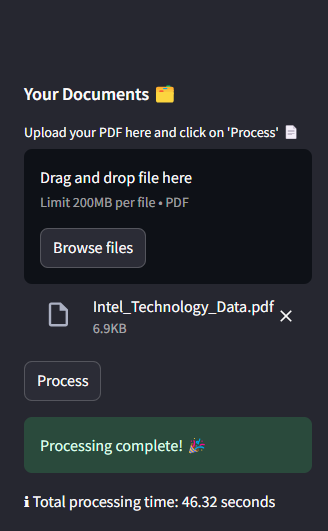 Your Documents 🗂️
Upload your PDF here and click on 'Process' 📄
Drag and drop file here
Limit 200MB per file • PDF
Browse files
Intel_Technology_Data.pdf
6.9KB
Process
Processing complete! 🎉
ℹ Total processing time: 46.32 seconds